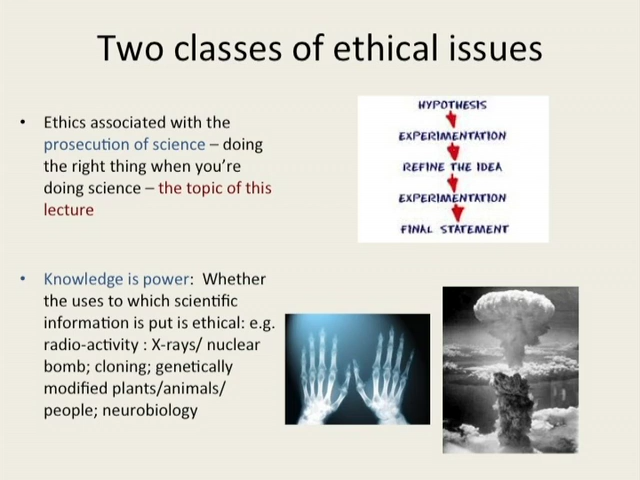 Two classes of ethical issues
• Ethics associated with the
prosecution of science – doing
the right thing when you're
doing science – the topic of this
lecture
• Knowledge is power: Whether
the uses to which scientific
information is put is ethical: e.g.
radio-activity : X-rays/ nuclear
bomb; cloning; genetically
modified plants/animals/
people; neurobiology
HYPOTHESIS
EXPERIMENTATION
REFINE THE IDEA
EXPERIMENTATION
FINAL STATEMENT